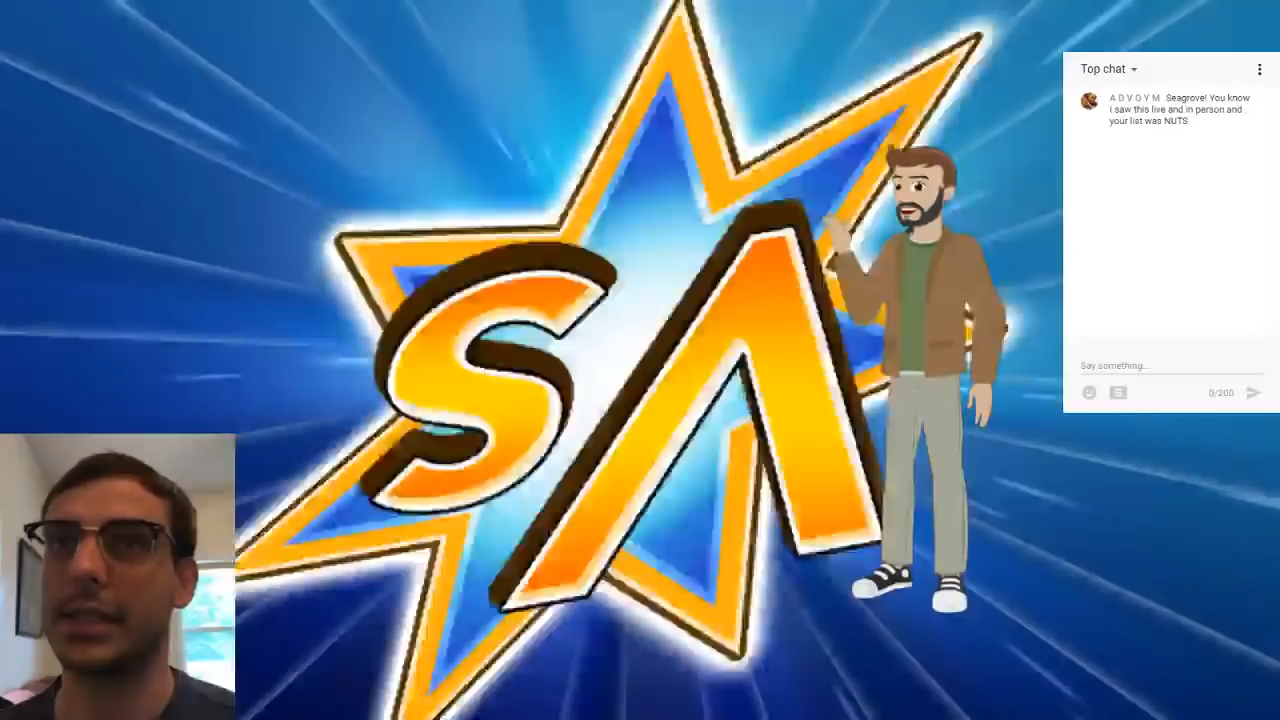 SA
Top chat
A D V G Y M Seagrove! You know
I saw this live and in person and
your list was NUTS
Say something...
0/200